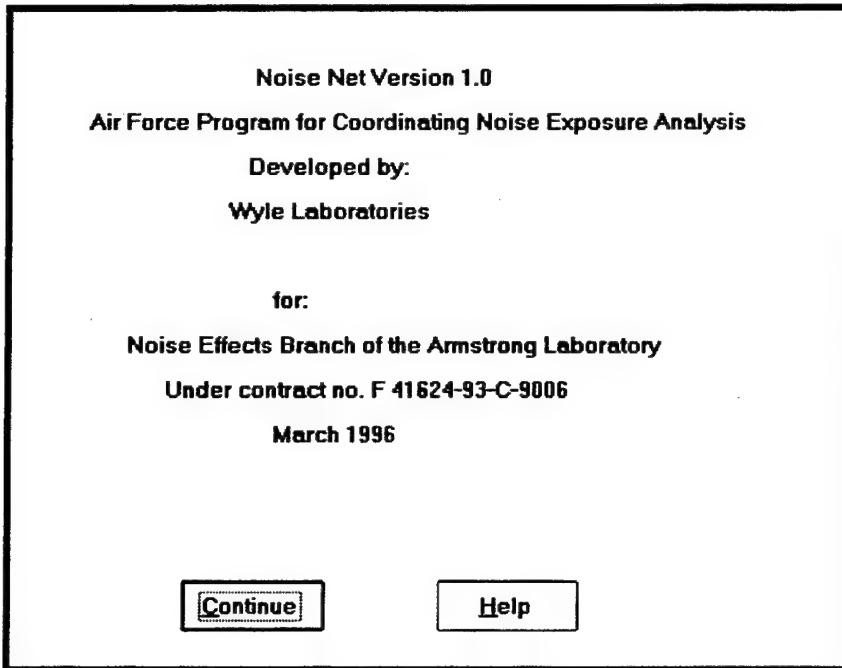 Noise Net Version 1.0
Air Force Program for Coordinating Noise Exposure Analysis
Developed by:
Wyle Laboratories
for:
Noise Effects Branch of the Armstrong Laboratory
Under contract no. F 41624-93-C-9006
March 1996
Continue Help